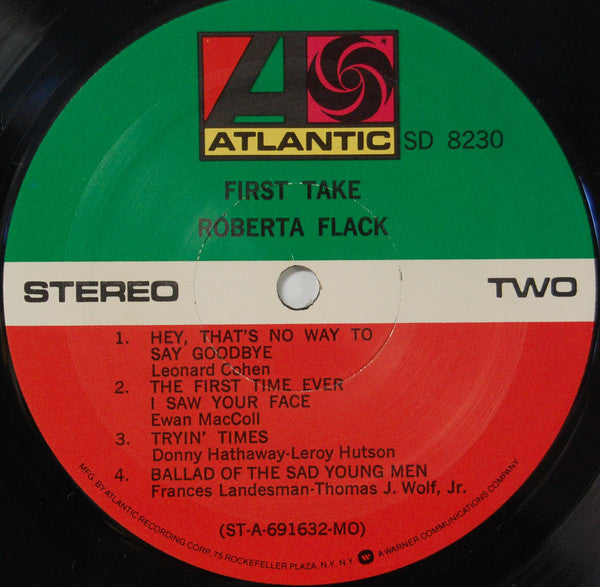 ATLANTIC SD 8230
FIRST TAKE
ROBERTA FLACK
STEREO TWO
1. HEY, THAT'S NO WAY TO
SAY GOODBYE
Leonard Cohen
2. THE FIRST TIME EVER
I SAW YOUR FACE
Ewan MacColl
3. TRYIN' TIMES
Donny Hathaway-Leroy Hutson
4. BALLAD OF THE SAD YOUNG MEN
Frances Landesman-Thomas J. Wolf, Jr.
(ST-A-691632-MO)
MFG. BY ATLANTIC RECORDING CORP. 75 ROCKEFELLER PLAZA, N.Y. N.Y. A WARNER COMMUNICATIONS COMPANY